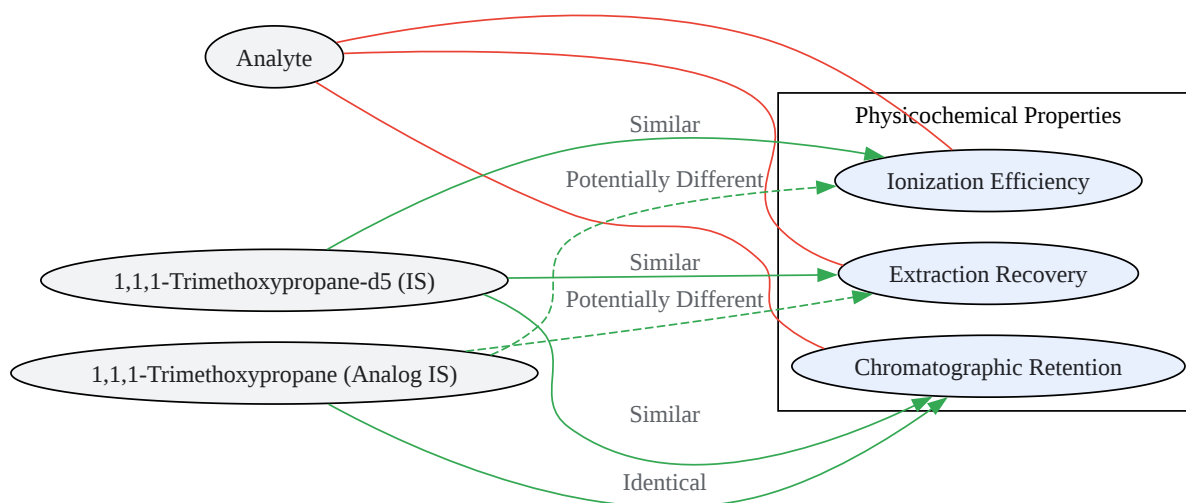 Analyte
Physicochemical Properties
Similar
Ionization Efficiency
Potentially Different
1,1,1-Trimethoxypropane-d5 (IS)
Similar
Extraction Recovery
Potentially Different
1,1,1-Trimethoxypropane (Analog IS)
Chromatographic Retention
Similar
Identical